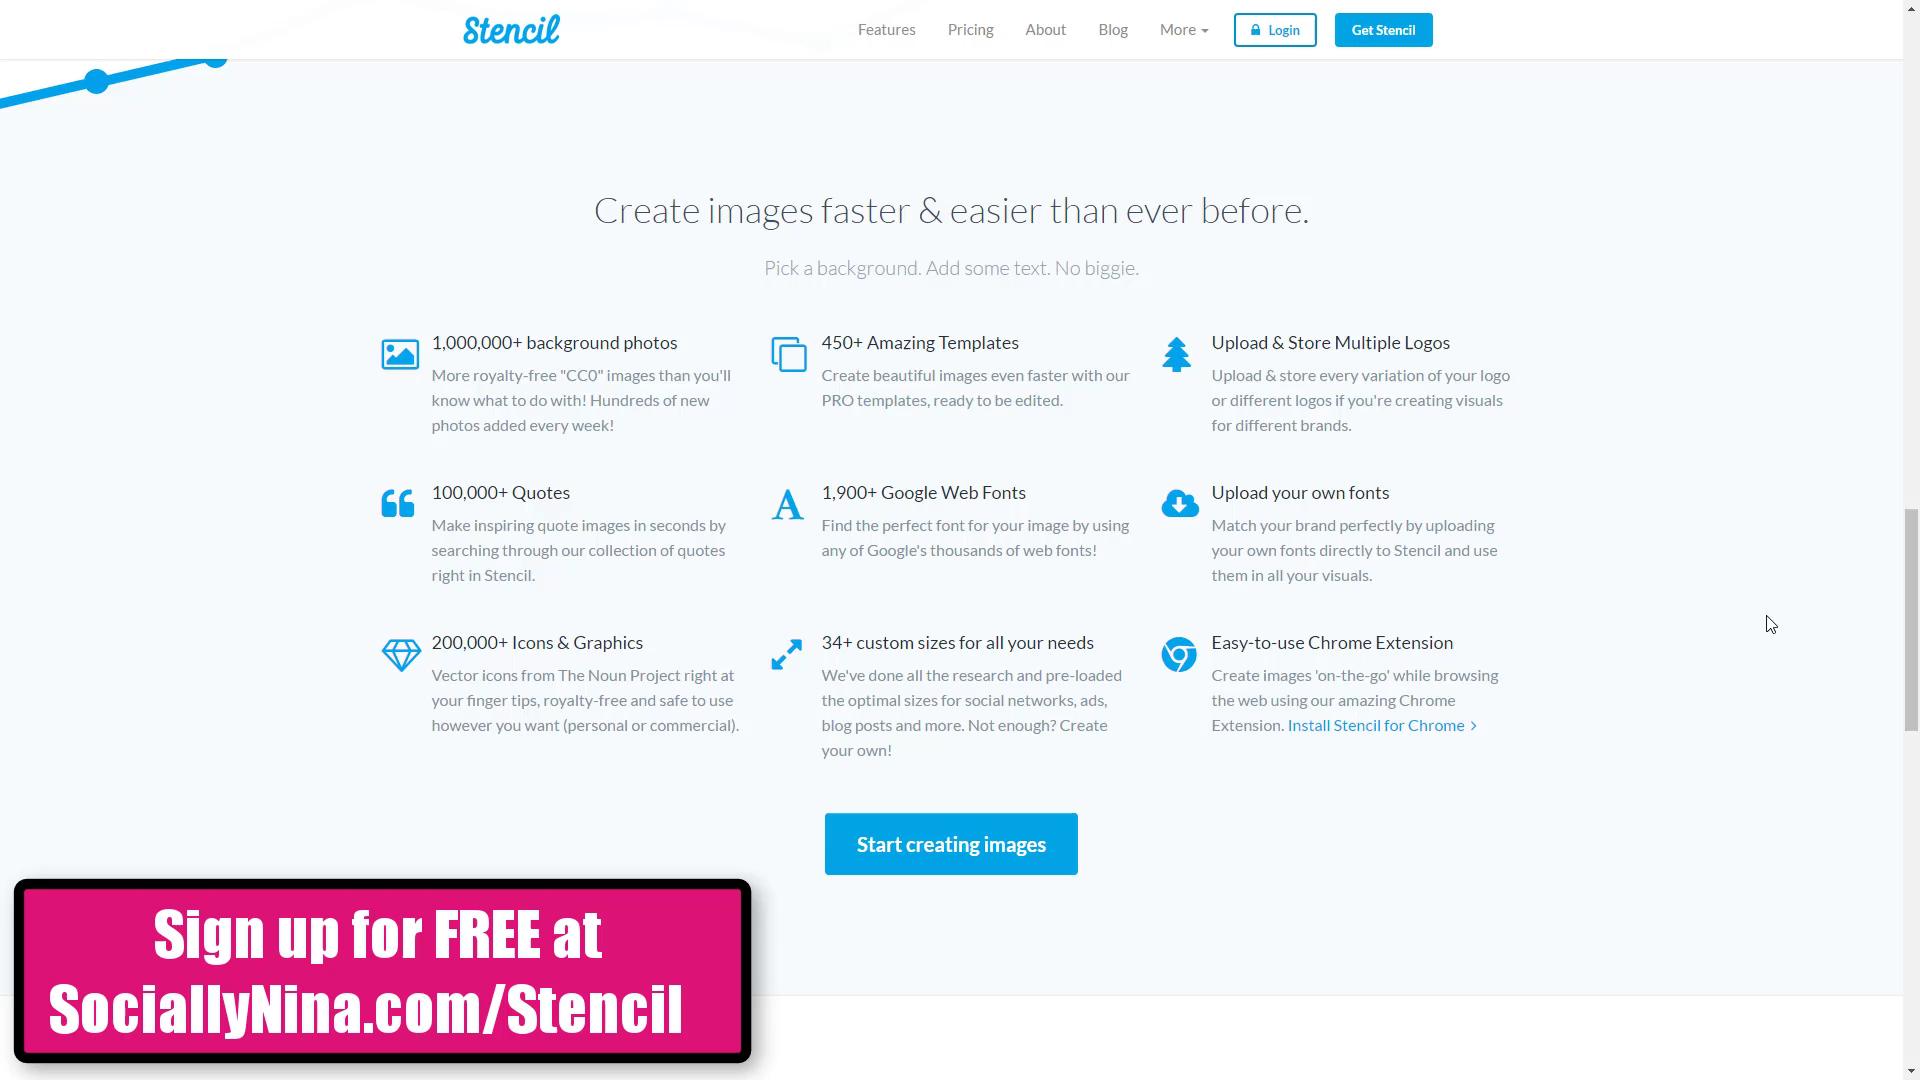 Stencil
Features
Pricing
About
Blog
More
Login
Get Stencil
Create images faster & easier than ever before.
Pick a background. Add some text. No biggie.
1,000,000+ background photos
More royalty-free "CC0" images than you'll
know what to do with! Hundreds of new
photos added every week!
450+ Amazing Templates
Create beautiful images even faster with our
PRO templates, ready to be edited.
Upload & Store Multiple Logos
Upload & store every variation of your logo
or different logos if you're creating visuals
for different brands.
100,000+ Quotes
Make inspiring quote images in seconds by
searching through our collection of quotes
right in Stencil.
1,900+ Google Web Fonts
Find the perfect font for your image by using
any of Google's thousands of web fonts!
Upload your own fonts
Match your brand perfectly by uploading
your own fonts directly to Stencil and use
them in all your visuals.
200,000+ Icons & Graphics
Vector icons from The Noun Project right at
your finger tips, royalty-free and safe to use
however you want (personal or commercial).
34+ custom sizes for all your needs
We've done all the research and pre-loaded
the optimal sizes for social networks, ads,
blog posts and more. Not enough? Create
your own!
Easy-to-use Chrome Extension
Create images 'on-the-go' while browsing
the web using our amazing Chrome
Extension. Install Stencil for Chrome
Start creating images
Sign up for FREE at
SociallyNina.com/Stencil